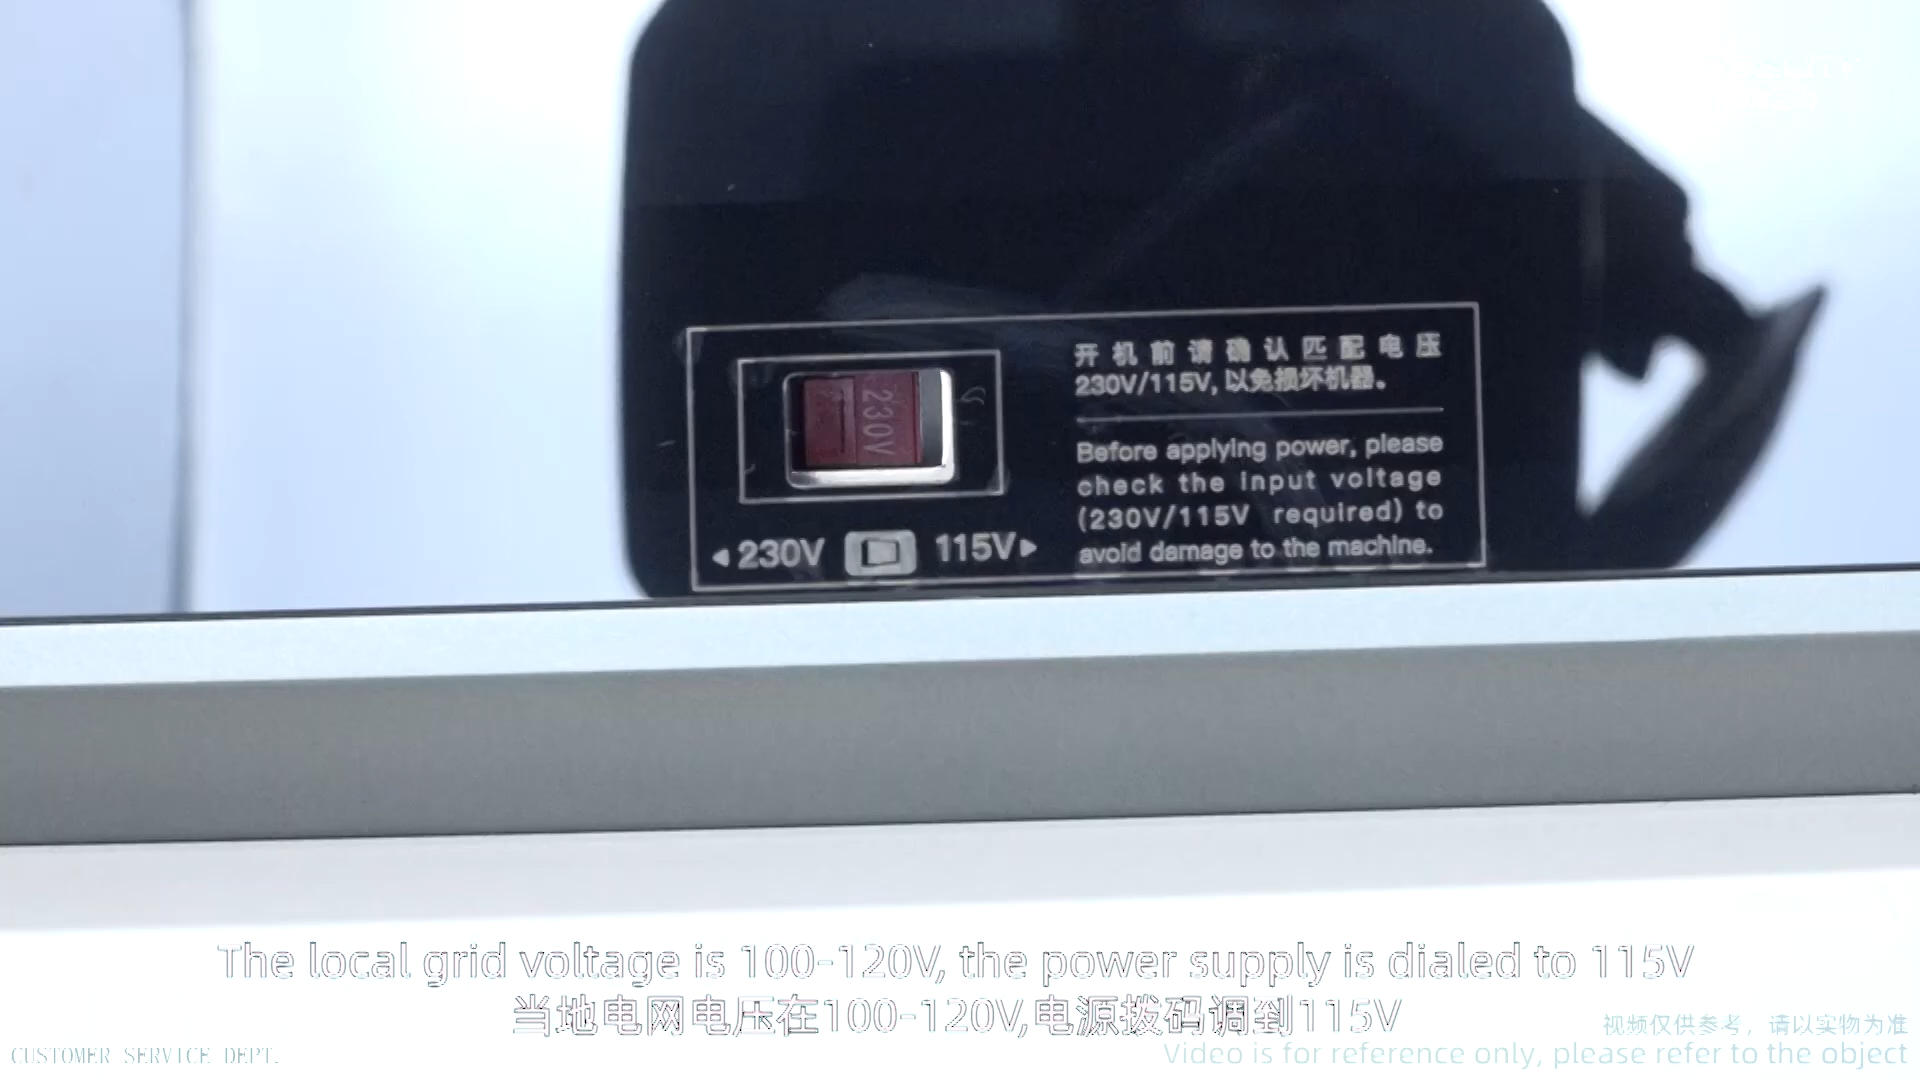 开机前请确认匹配电压
230V/115V, 以免损坏机器。
230V
Before applying power, please
check the input voltage
(230V/115V required) to
avoid damage to the machine.
◀230V 115V▶
The local grid voltage is 100-120V, the power supply is dialed to 115V
当地电网电压在100-120V,电源拨码调到115V
视频仅供参考，请以实物为准
CUSTOMER SERVICE DEPT.
Video is for reference only, please refer to the object